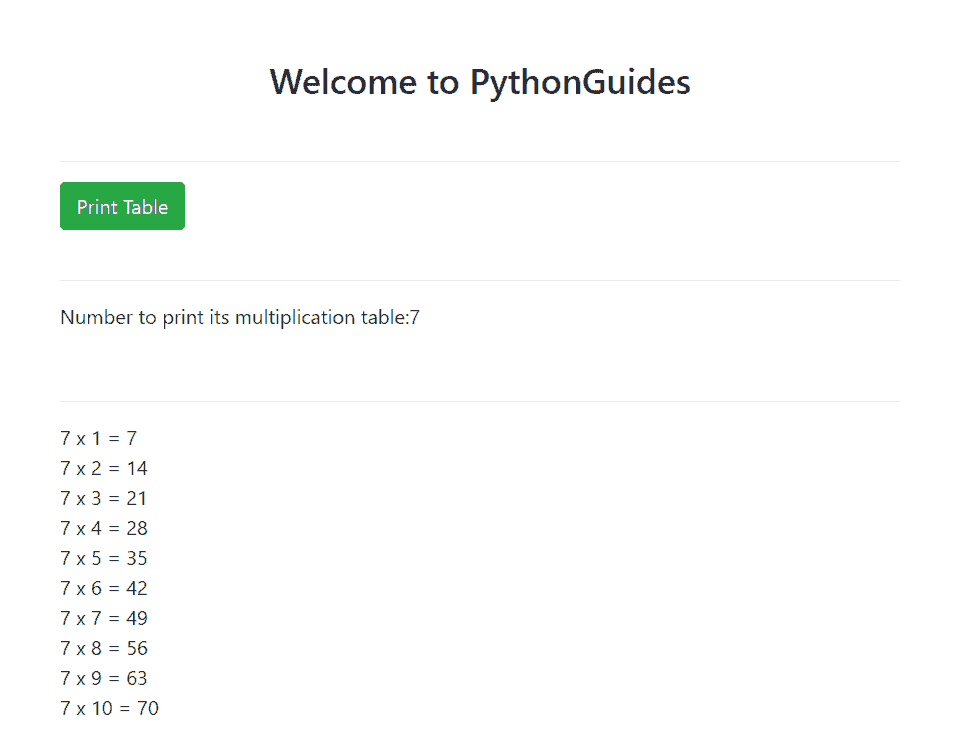 Welcome to PythonGuides
Print Table
Number to print its multiplication table:7
7 x 1 = 7
7 x 2 = 14
7 x 3 = 21
7 x 4 = 28
7 x 5 = 35
7 x 6 = 42
7 x 7 = 49
7 x 8 = 56
7 x 9 = 63
7 x 10 = 70